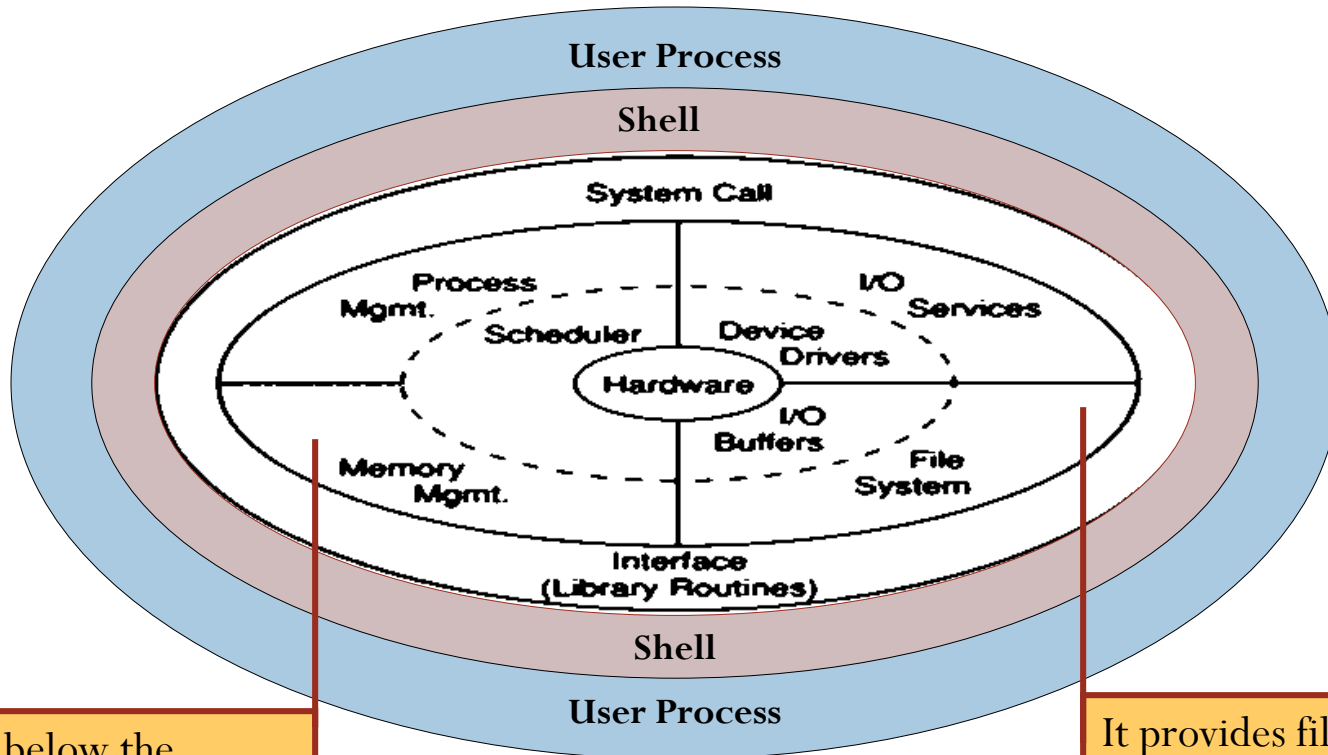 User Process
Shell
System Call
Process
Mgmt.
I/O
Services
Scheduler
Device
Drivers
Hardware
I/O
Buffers
Memory
Mgmt.
File
System
Interface
(Library Routines)
Shell
User Process
below the
It provides